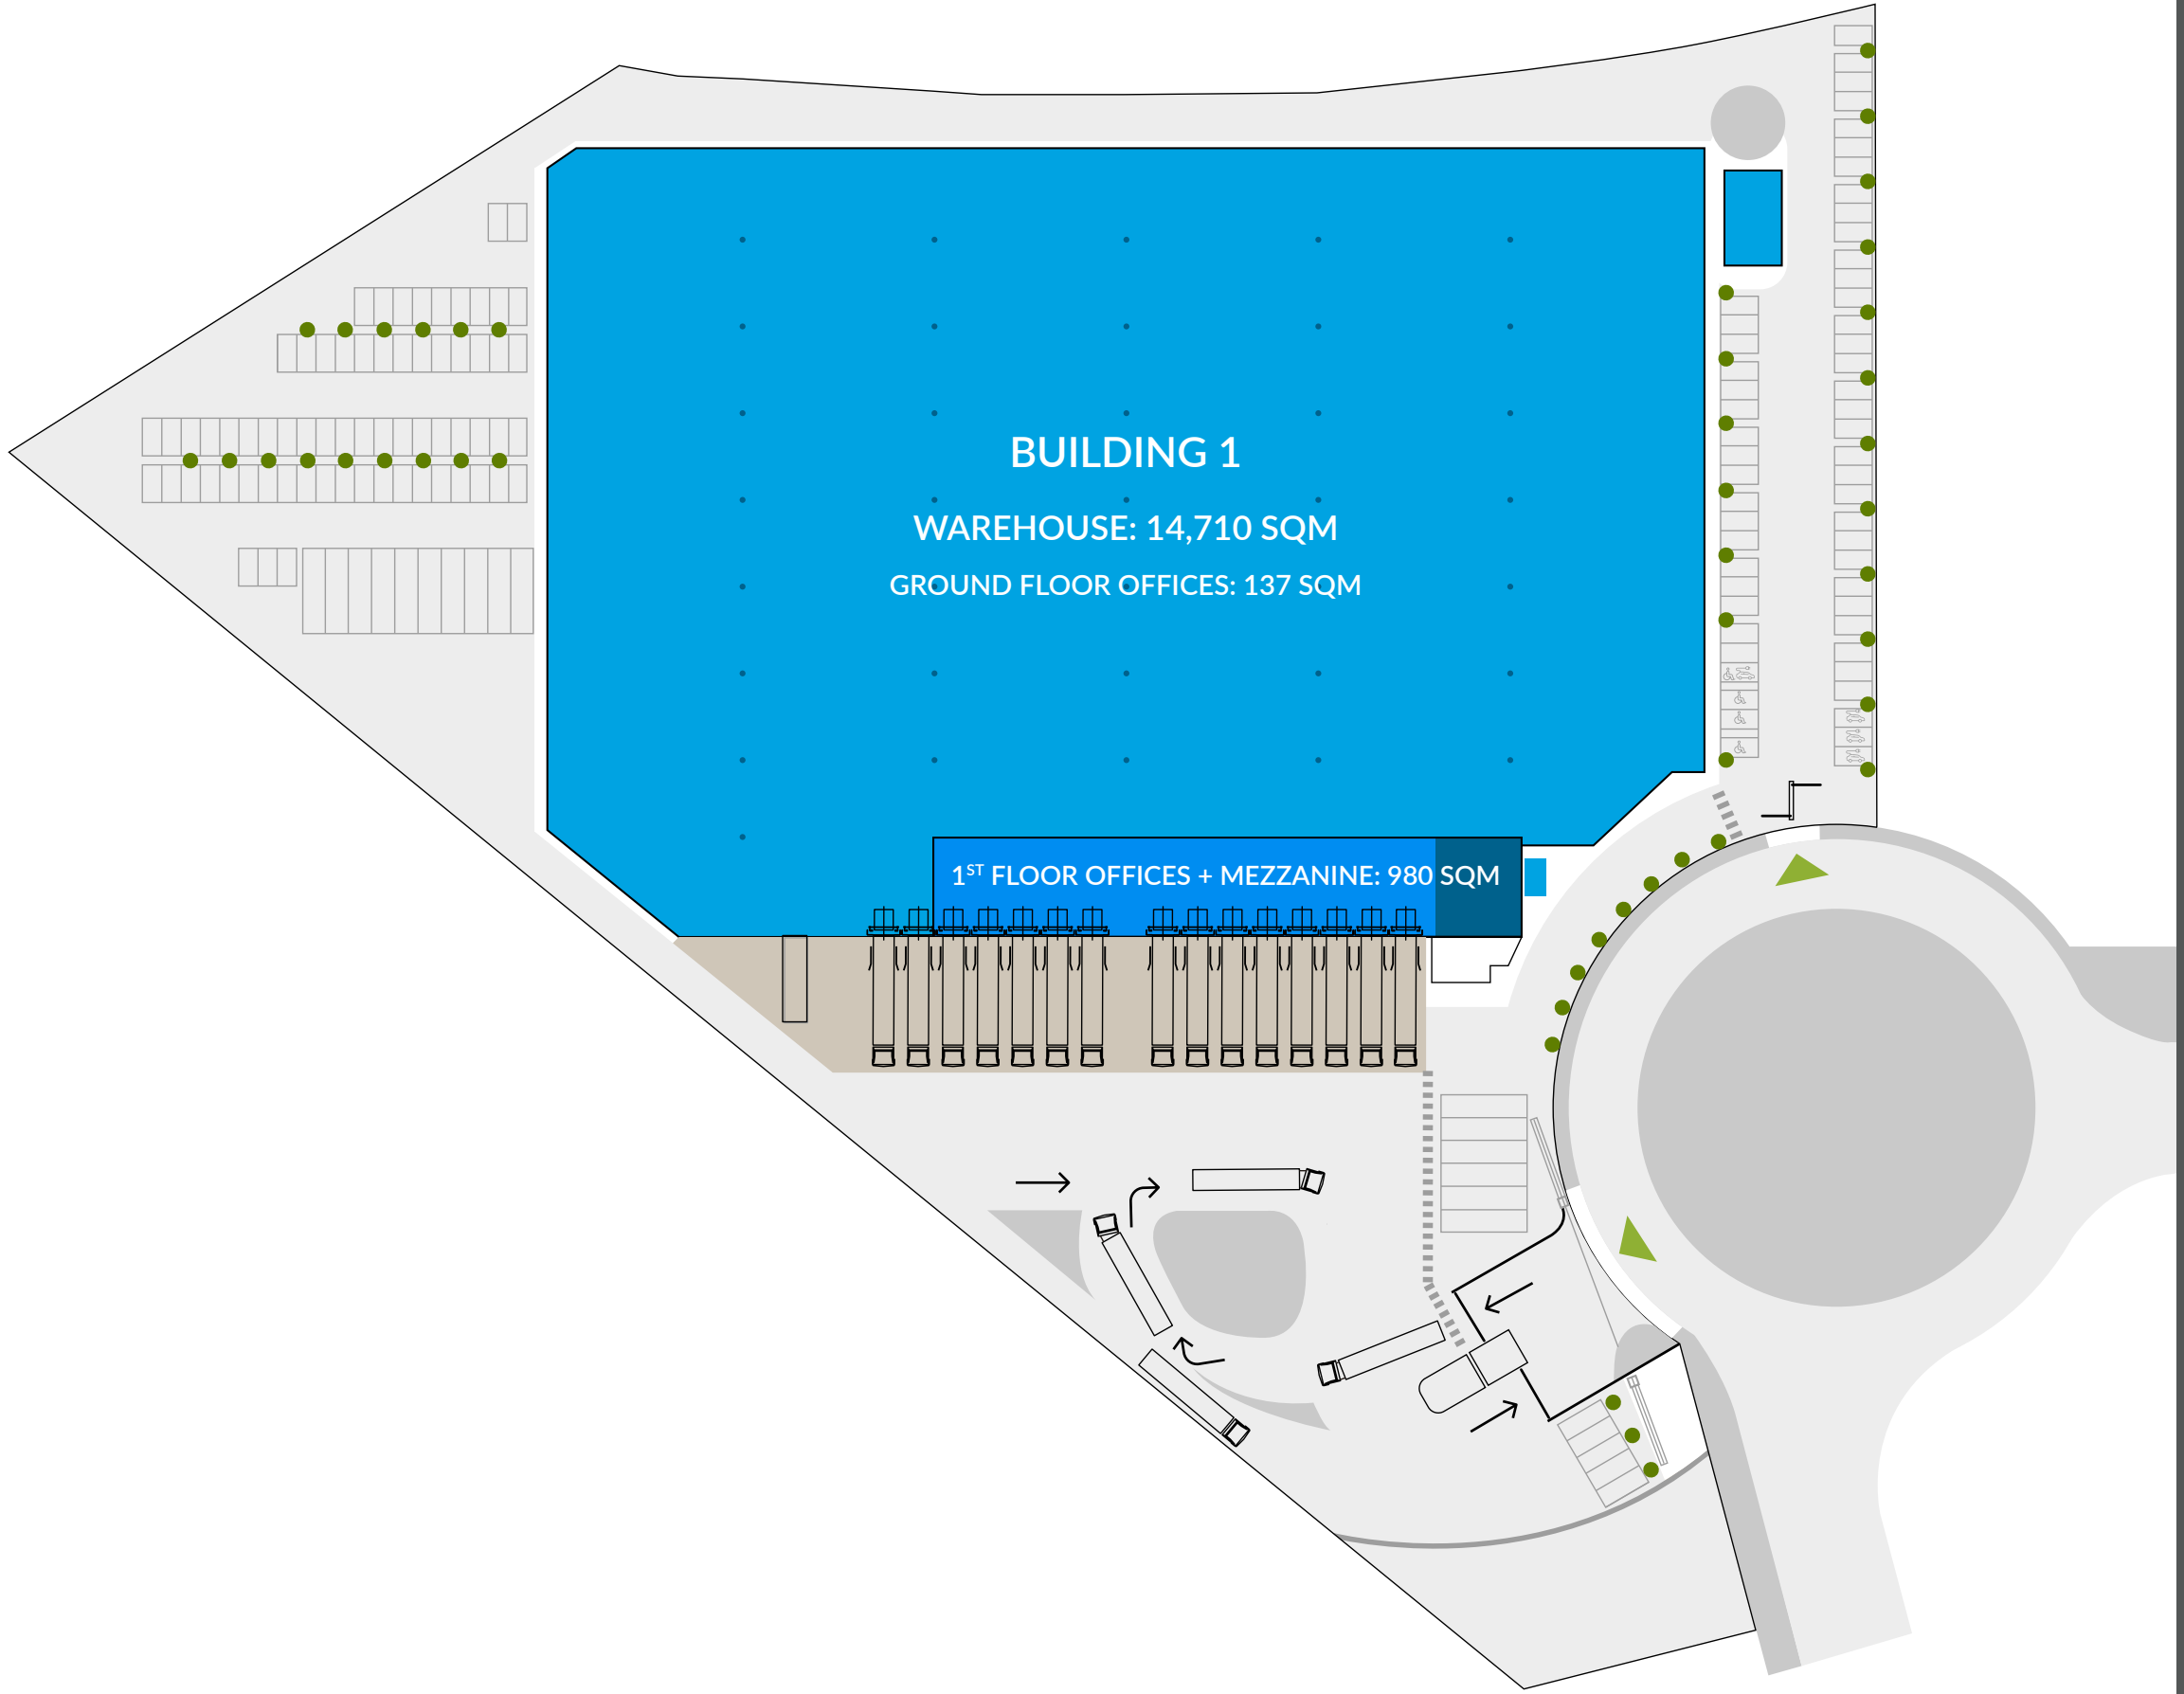 BUILDING 1
WAREHOUSE: 14,710 SQM
GROUND FLOOR OFFICES: 137 SQM
1ST FLOOR OFFICES + MEZZANINE: 980 SQM